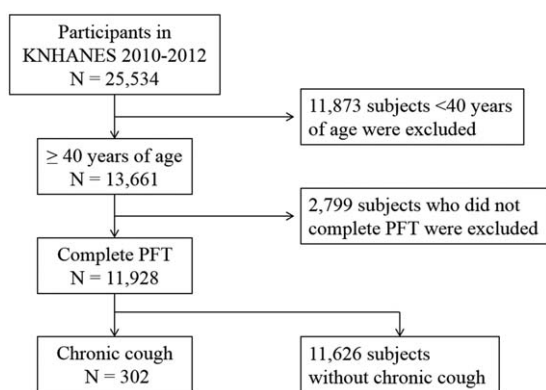 Participants in
KNHANES 2010-2012
N = 25,534
11,873 subjects <40 years
of age were excluded
≥ 40 years of age
N = 13,661
2,799 subjects who did not
complete PFT were excluded
Complete PFT
N = 11,928
Chronic cough
N = 302
11,626 subjects
without chronic cough